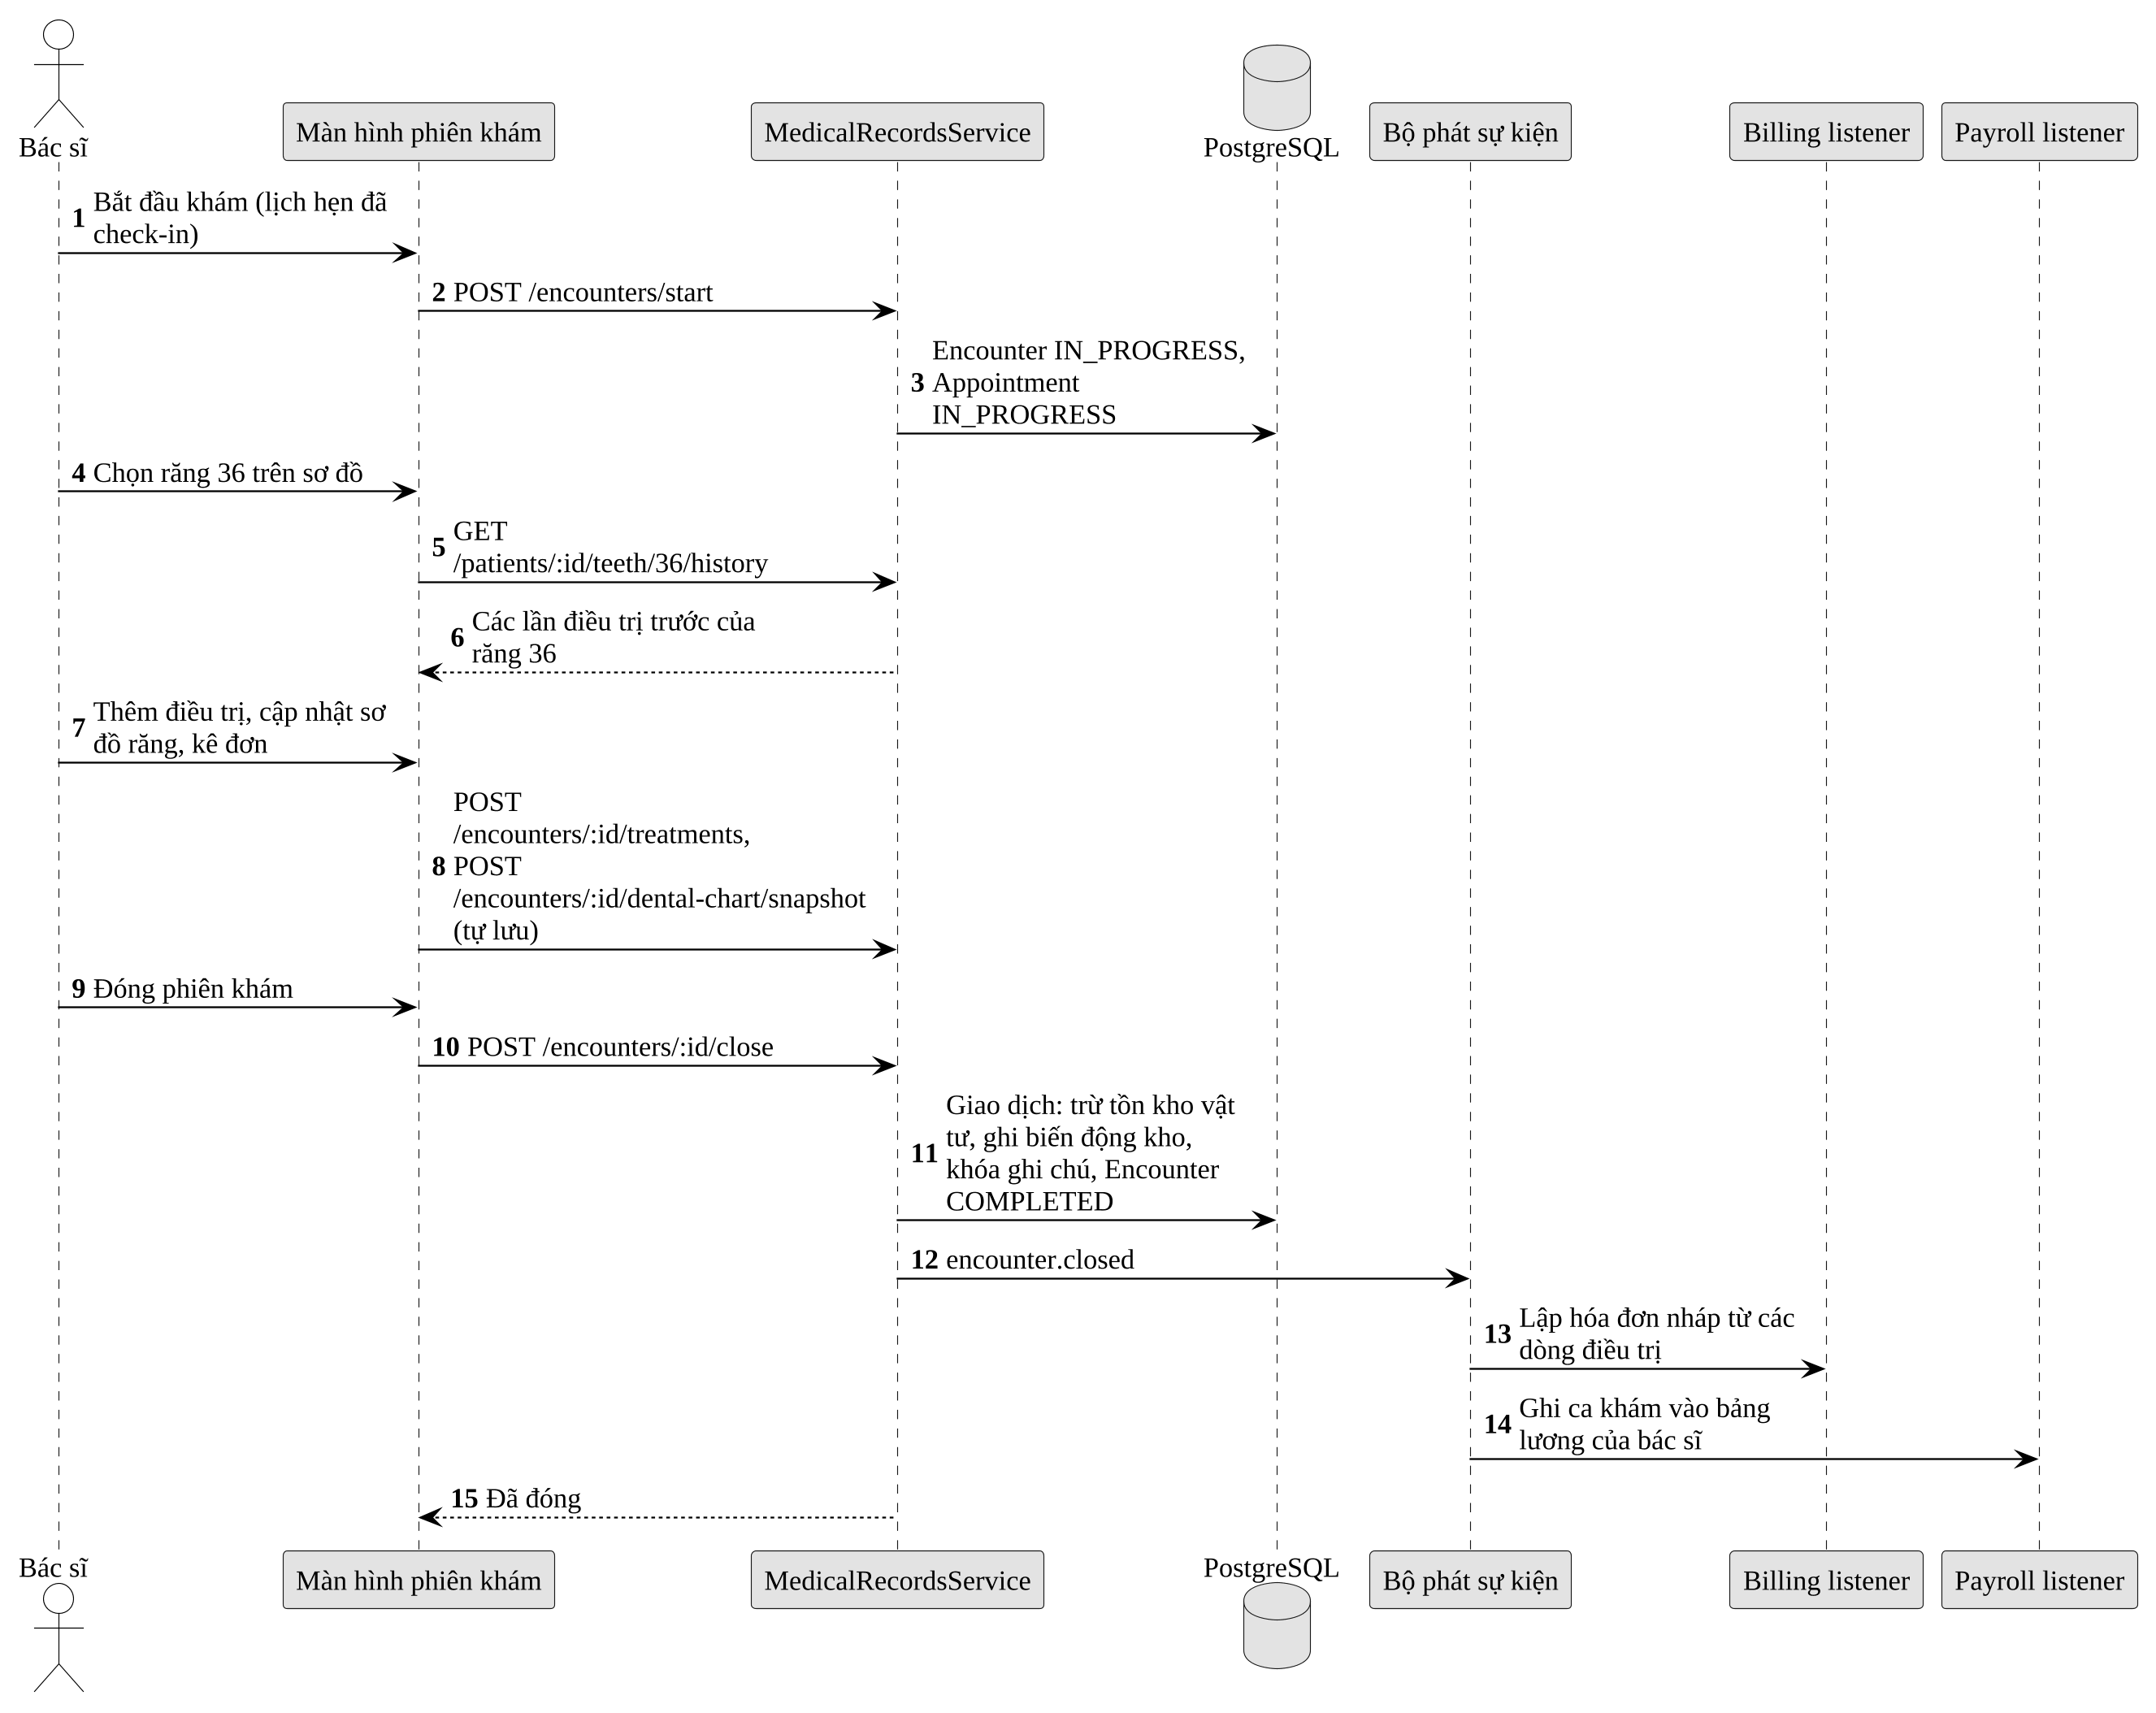 Bác sĩ
Màn hình phiên khám
MedicalRecordsService
PostgreSQL
Bộ phát sự kiện
Billing listener
Payroll listener
1 Bắt đầu khám (lịch hẹn đã
check-in)
2 POST /encounters/start
3 Encounter IN_PROGRESS,
Appointment
IN_PROGRESS
4 Chọn răng 36 trên sơ đồ
5 GET
/patients/:id/teeth/36/history
6 Các lần điều trị trước của
răng 36
7 Thêm điều trị, cập nhật sơ
đồ răng, kê đơn
8 POST
/encounters/:id/treatments,
POST
/encounters/:id/dental-chart/snapshot
(tự lưu)
9 Đóng phiên khám
10 POST /encounters/:id/close
11 Giao dịch: trừ tồn kho vật
tư, ghi biến động kho,
khóa ghi chú, Encounter
COMPLETED
12 encounter.closed
13 Lập hóa đơn nháp từ các
dòng điều trị
14 Ghi ca khám vào bảng
lương của bác sĩ
15 Đã đóng
Bác sĩ
Màn hình phiên khám
MedicalRecordsService
PostgreSQL
Bộ phát sự kiện
Billing listener
Payroll listener